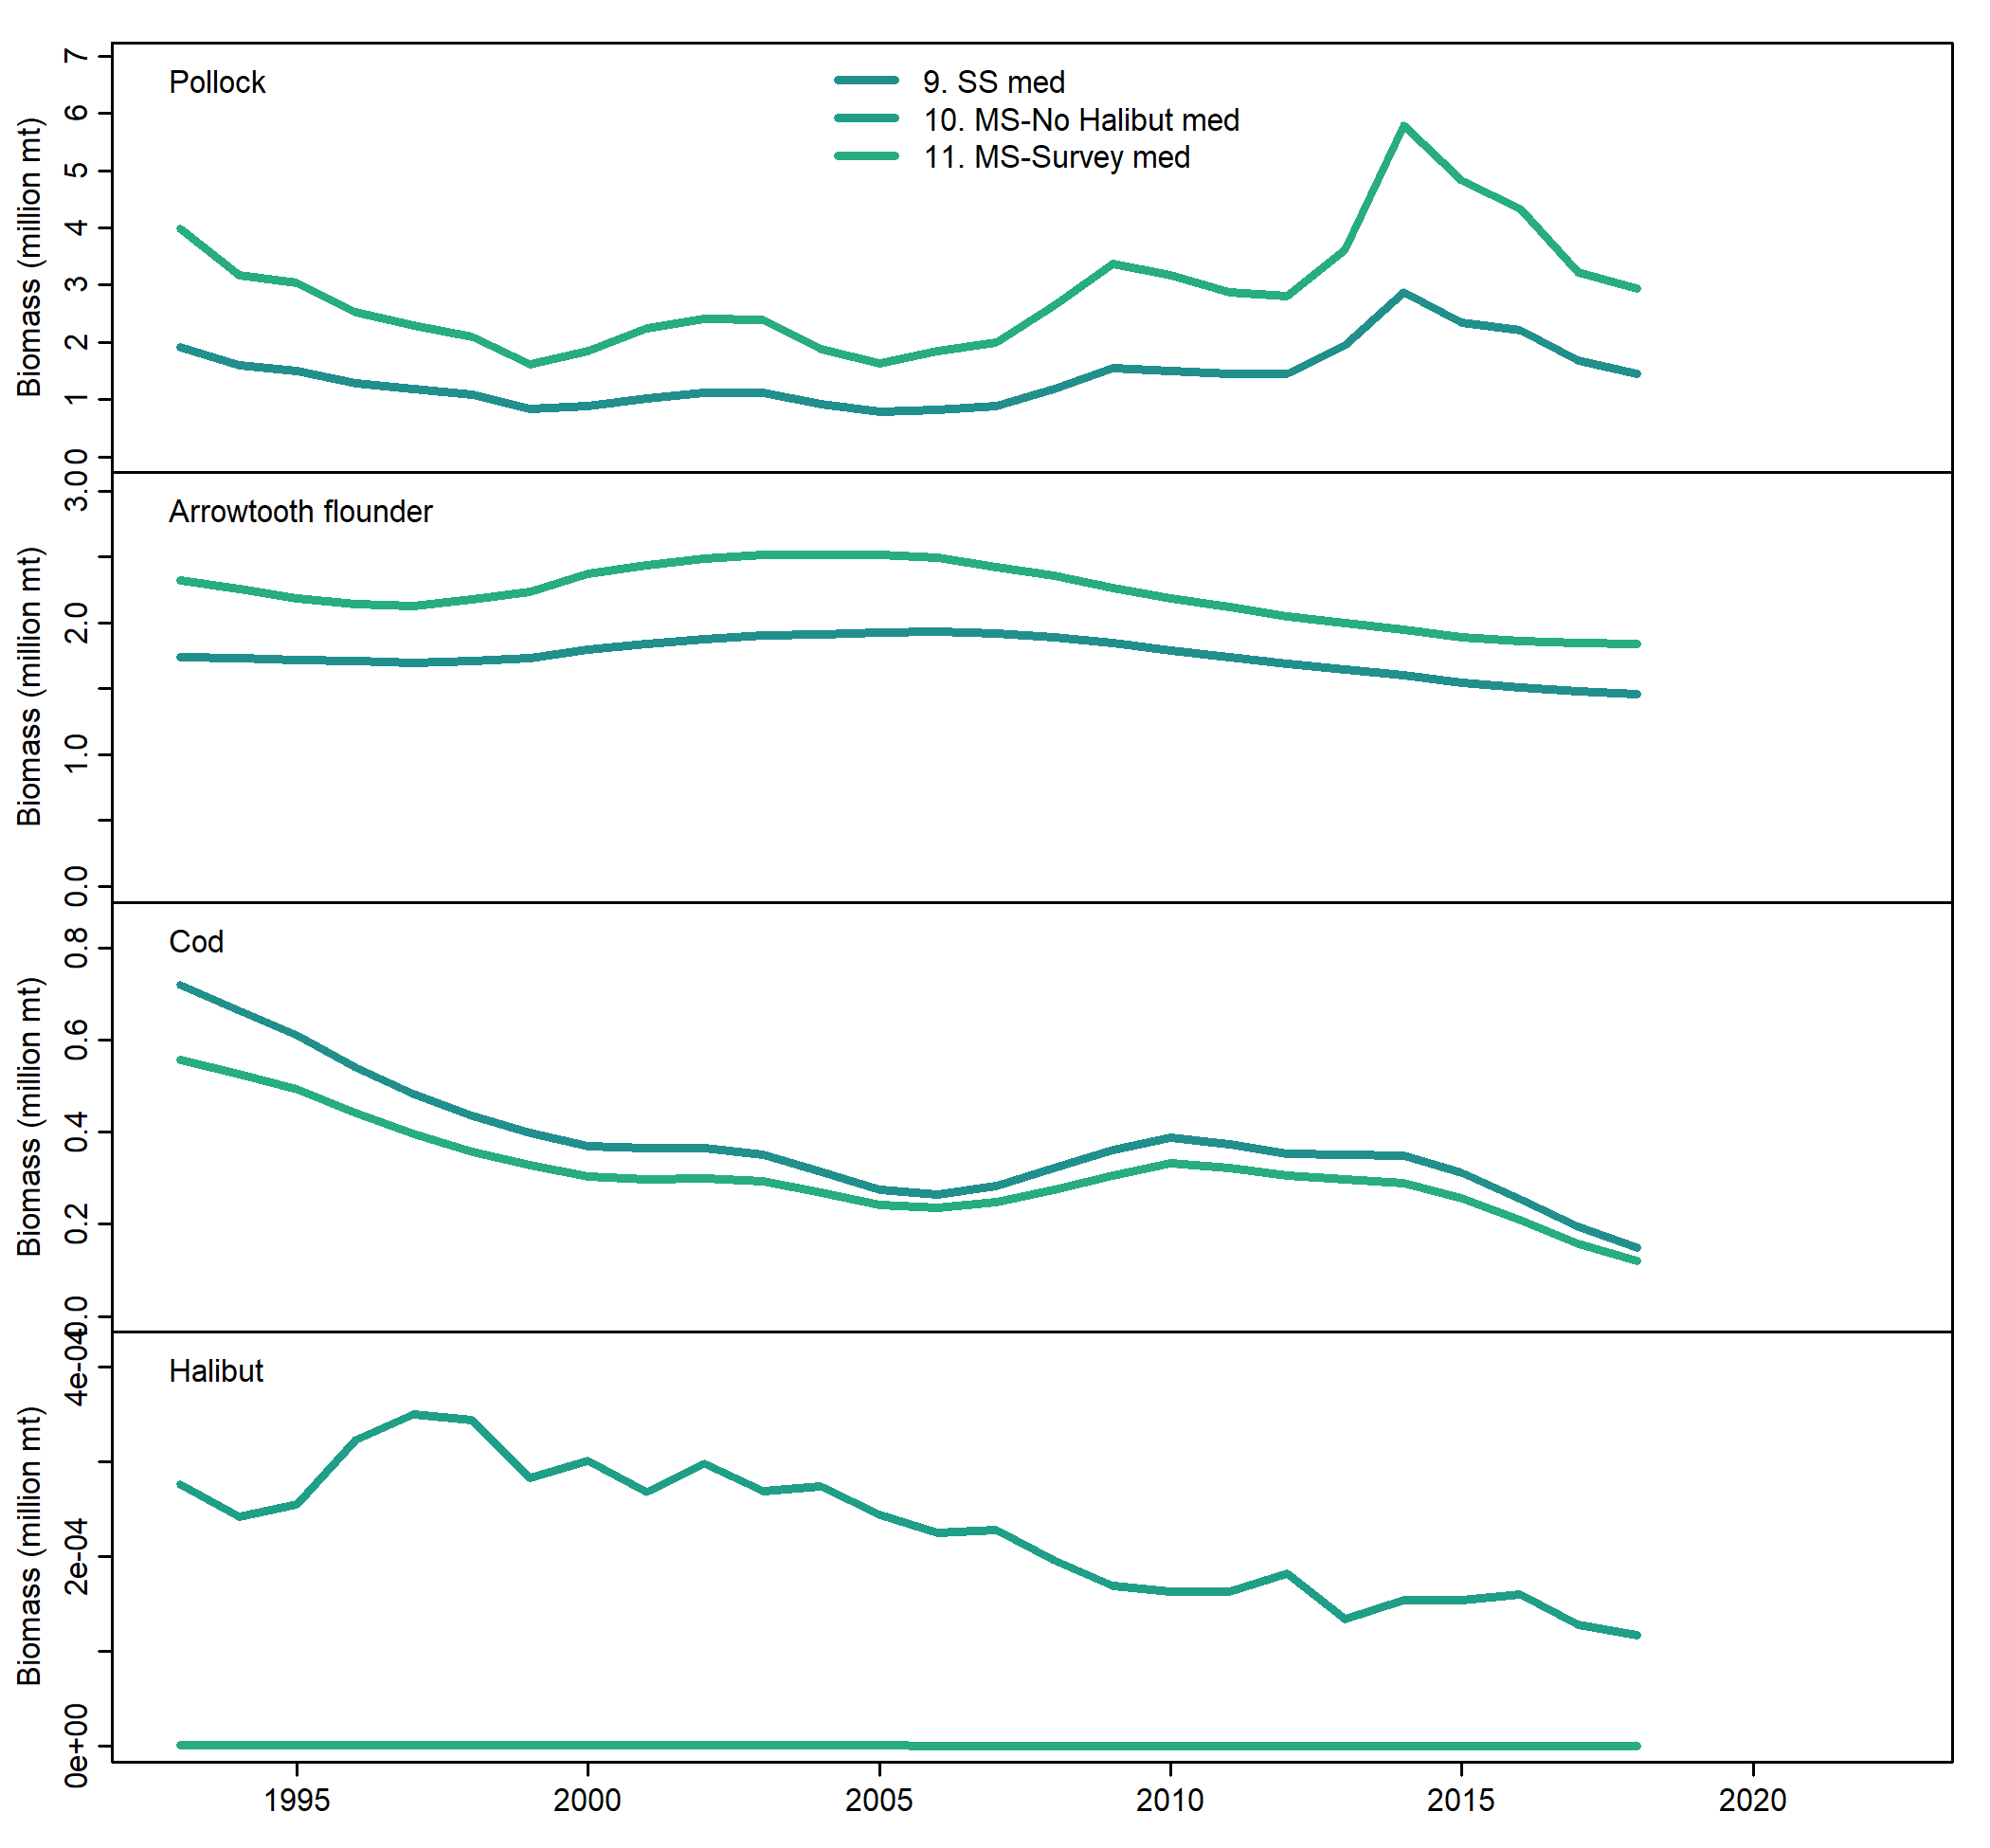 Pollock
9. SS med
10. MS-No Halibut med
11. MS-Survey med
Biomass (million mt)
7
6
5
4
3
2
1
0
Arrowtooth flounder
Biomass (million mt)
3.0
2.0
1.0
0.0
Cod
Biomass (million mt)
0.8
0.6
0.4
0.2
0.0
Halibut
Biomass (million mt)
4e-04
2e-04
0e+00
1995 2000 2005 2010 2015 2020